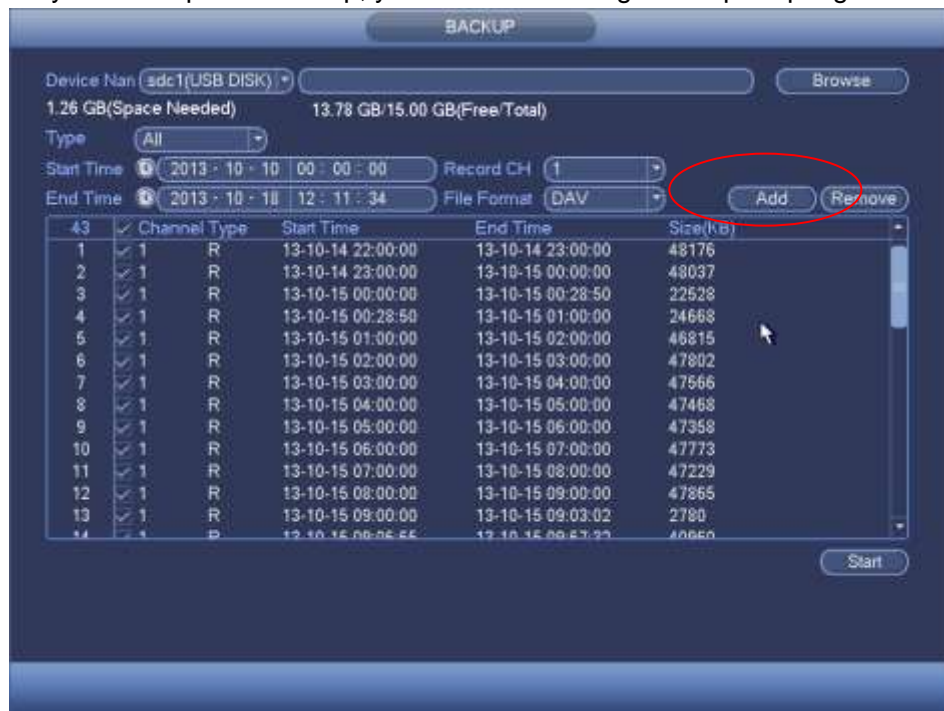 BACKUP
Device Nan sdc1(USB DISK) Browse
1.26 GB(Space Needed) 13.78 GB/15.00 GB(Free/Total)
Type All
Start Time 2013 - 10 - 10 00 : 00 : 00 Record CH 1
End Time 2013 - 10 - 18 12 : 11 : 34 File Format DAV Add Remove
43 Channel Type Start Time End Time Size(KB)
1 1 R 13-10-14 22:00:00 13-10-14 23:00:00 48176
2 1 R 13-10-14 23:00:00 13-10-15 00:00:00 48037
3 1 R 13-10-15 00:00:00 13-10-15 00:28:50 22528
4 1 R 13-10-15 00:28:50 13-10-15 01:00:00 24668
5 1 R 13-10-15 01:00:00 13-10-15 02:00:00 46815
6 1 R 13-10-15 02:00:00 13-10-15 03:00:00 47802
7 1 R 13-10-15 03:00:00 13-10-15 04:00:00 47566
8 1 R 13-10-15 04:00:00 13-10-15 05:00:00 47468
9 1 R 13-10-15 05:00:00 13-10-15 06:00:00 47358
10 1 R 13-10-15 06:00:00 13-10-15 07:00:00 47773
11 1 R 13-10-15 07:00:00 13-10-15 08:00:00 47229
12 1 R 13-10-15 08:00:00 13-10-15 09:00:00 47865
13 1 R 13-10-15 09:00:00 13-10-15 09:03:02 2780
Start